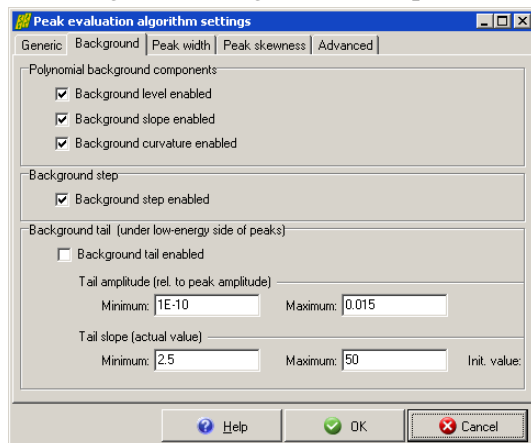 Peak evaluation algorithm settings
Generic Background Peak width Peak skewness Advanced
Polynomial background components
Background level enabled
Background slope enabled
Background curvature enabled
Background step
Background step enabled
Background tail (under low-energy side of peaks)
Background tail enabled
Tail amplitude (rel. to peak amplitude)
Minimum: 1E-10 Maximum: 0.015
Tail slope (actual value)
Minimum: 2.5 Maximum: 50 Init. value:
Help OK Cancel